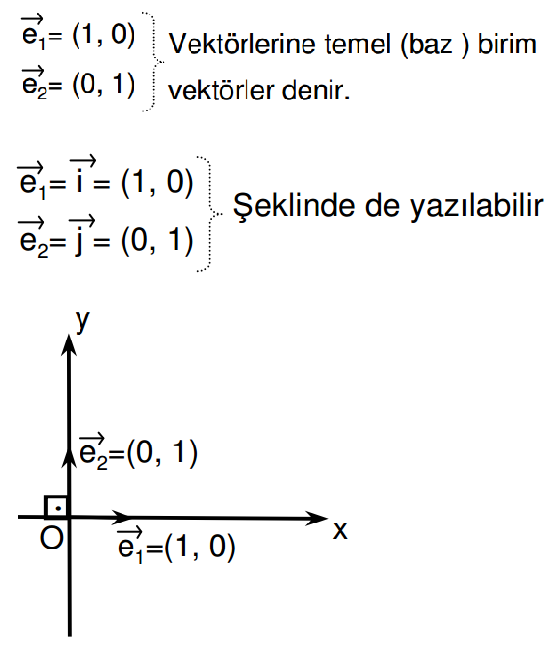 e₁= (1, 0) Vektörlerine temel (baz ) birim
e₂= (0, 1) vektörler denir.
e₁= i = (1, 0)
e₂= j = (0, 1) Şeklinde de yazılabilir
y
e₂=(0, 1)
O x
e₁=(1, 0)